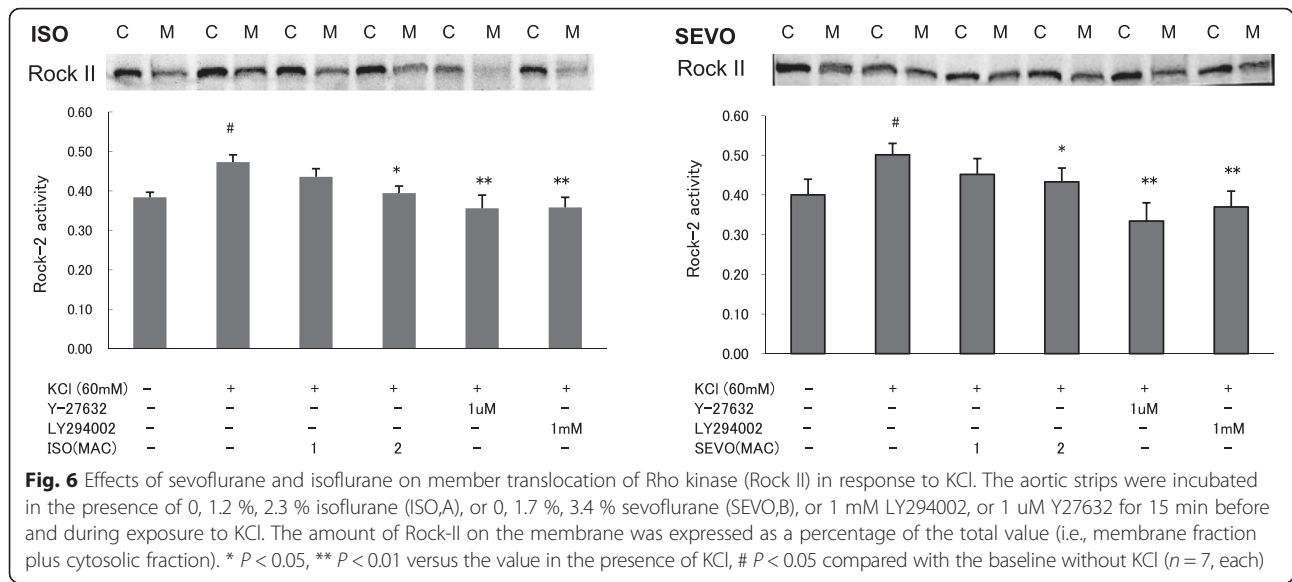 ISO C M C M C M C M C M C M
Rock II
0.60
0.50
0.40
0.30
0.20
0.10
0.00
Rock-2 activity
# * ** **
KCl (60mM) – + + + + +
Y-27632 – – – – 1uM –
LY294002 – – – – – 1mM
ISO(MAC) – – 1 2 – –
SEVO C M C M C M C M C M C M
Rock II
0.60
0.50
0.40
0.30
0.20
0.10
0.00
Rock-2 activity
# * ** **
KCl (60mM) – + + + + +
Y-27632 – – – – 1uM –
LY294002 – – – – – 1mM
SEVO(MAC) – – 1 2 – –
Fig. 6 Effects of sevoflurane and isoflurane on member translocation of Rho kinase (Rock II) in response to KCl. The aortic strips were incubated
in the presence of 0, 1.2 %, 2.3 % isoflurane (ISO,A), or 0, 1.7 %, 3.4 % sevoflurane (SEVO,B), or 1 mM LY294002, or 1 uM Y27632 for 15 min before
and during exposure to KCl. The amount of Rock-II on the membrane was expressed as a percentage of the total value (i.e., membrane fraction
plus cytosolic fraction). * P < 0.05, ** P < 0.01 versus the value in the presence of KCl, # P < 0.05 compared with the baseline without KCl (n = 7, each)